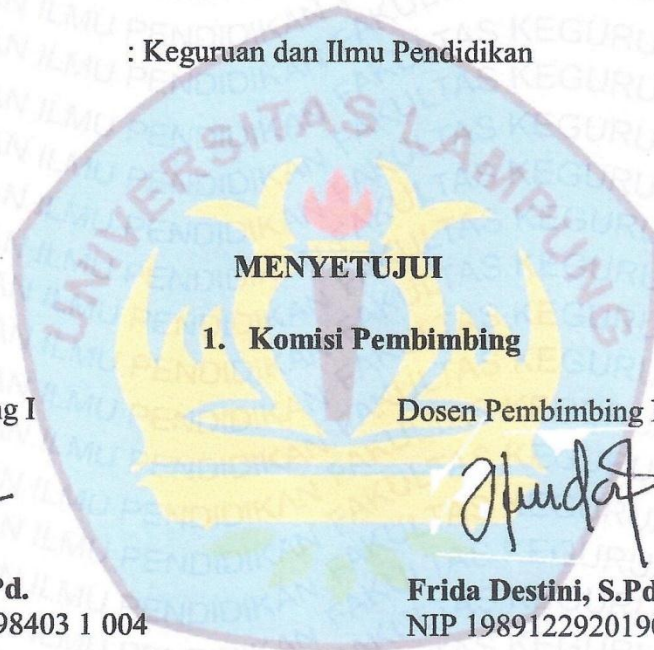 : Keguruan dan Ilmu Pendidikan
UNIVERSITAS LAMPUNG
MENYETUJUI
1. Komisi Pembimbing
ng I
Dosen Pembimbing I
Pd.
Frida Destini, S.Pd
98403 1 004
NIP 1989122920190